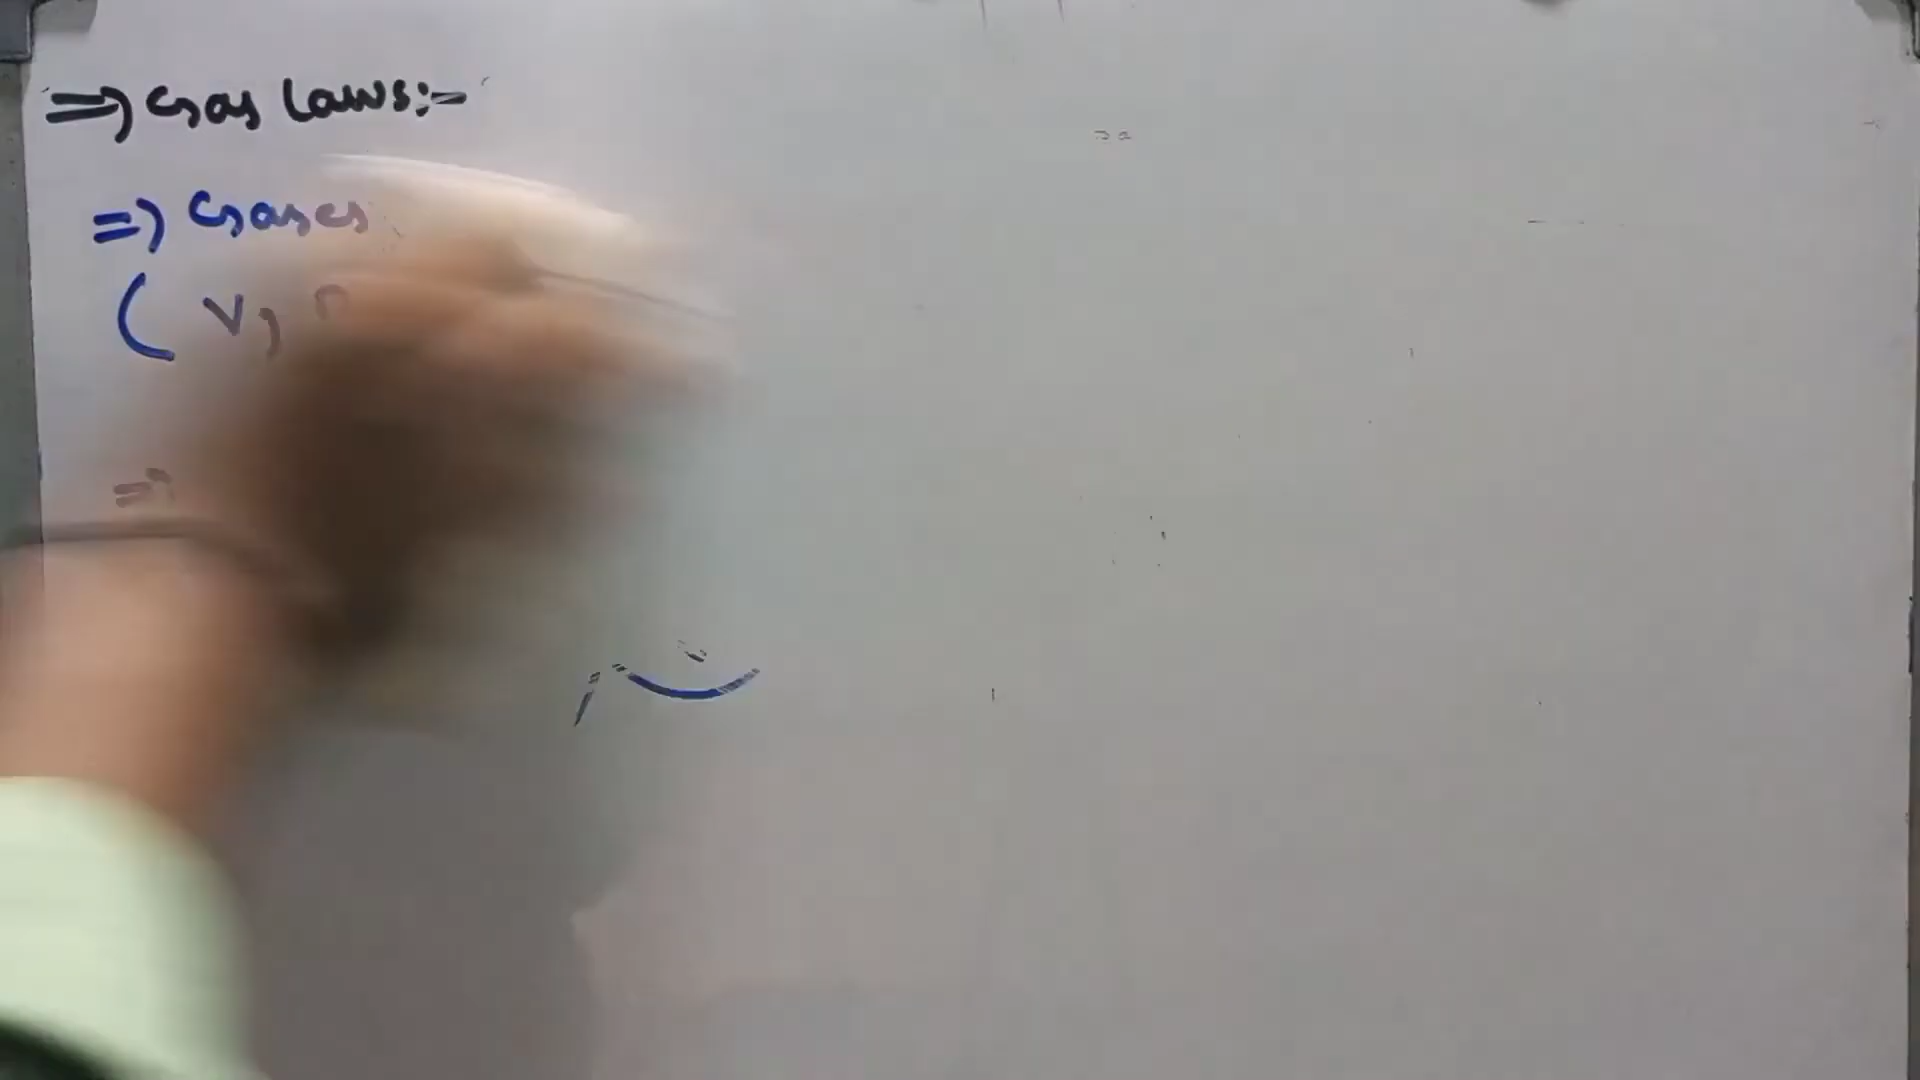 ⇒ Gas Laws:-
⇒ Gases
( V,
⇒